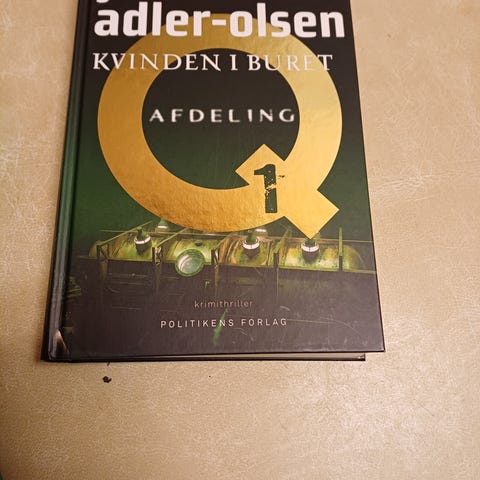 adler-olsen
KVINDEN I BURET
Q
AFDELING
1
krimithriller
POLITIKENS FORLAG